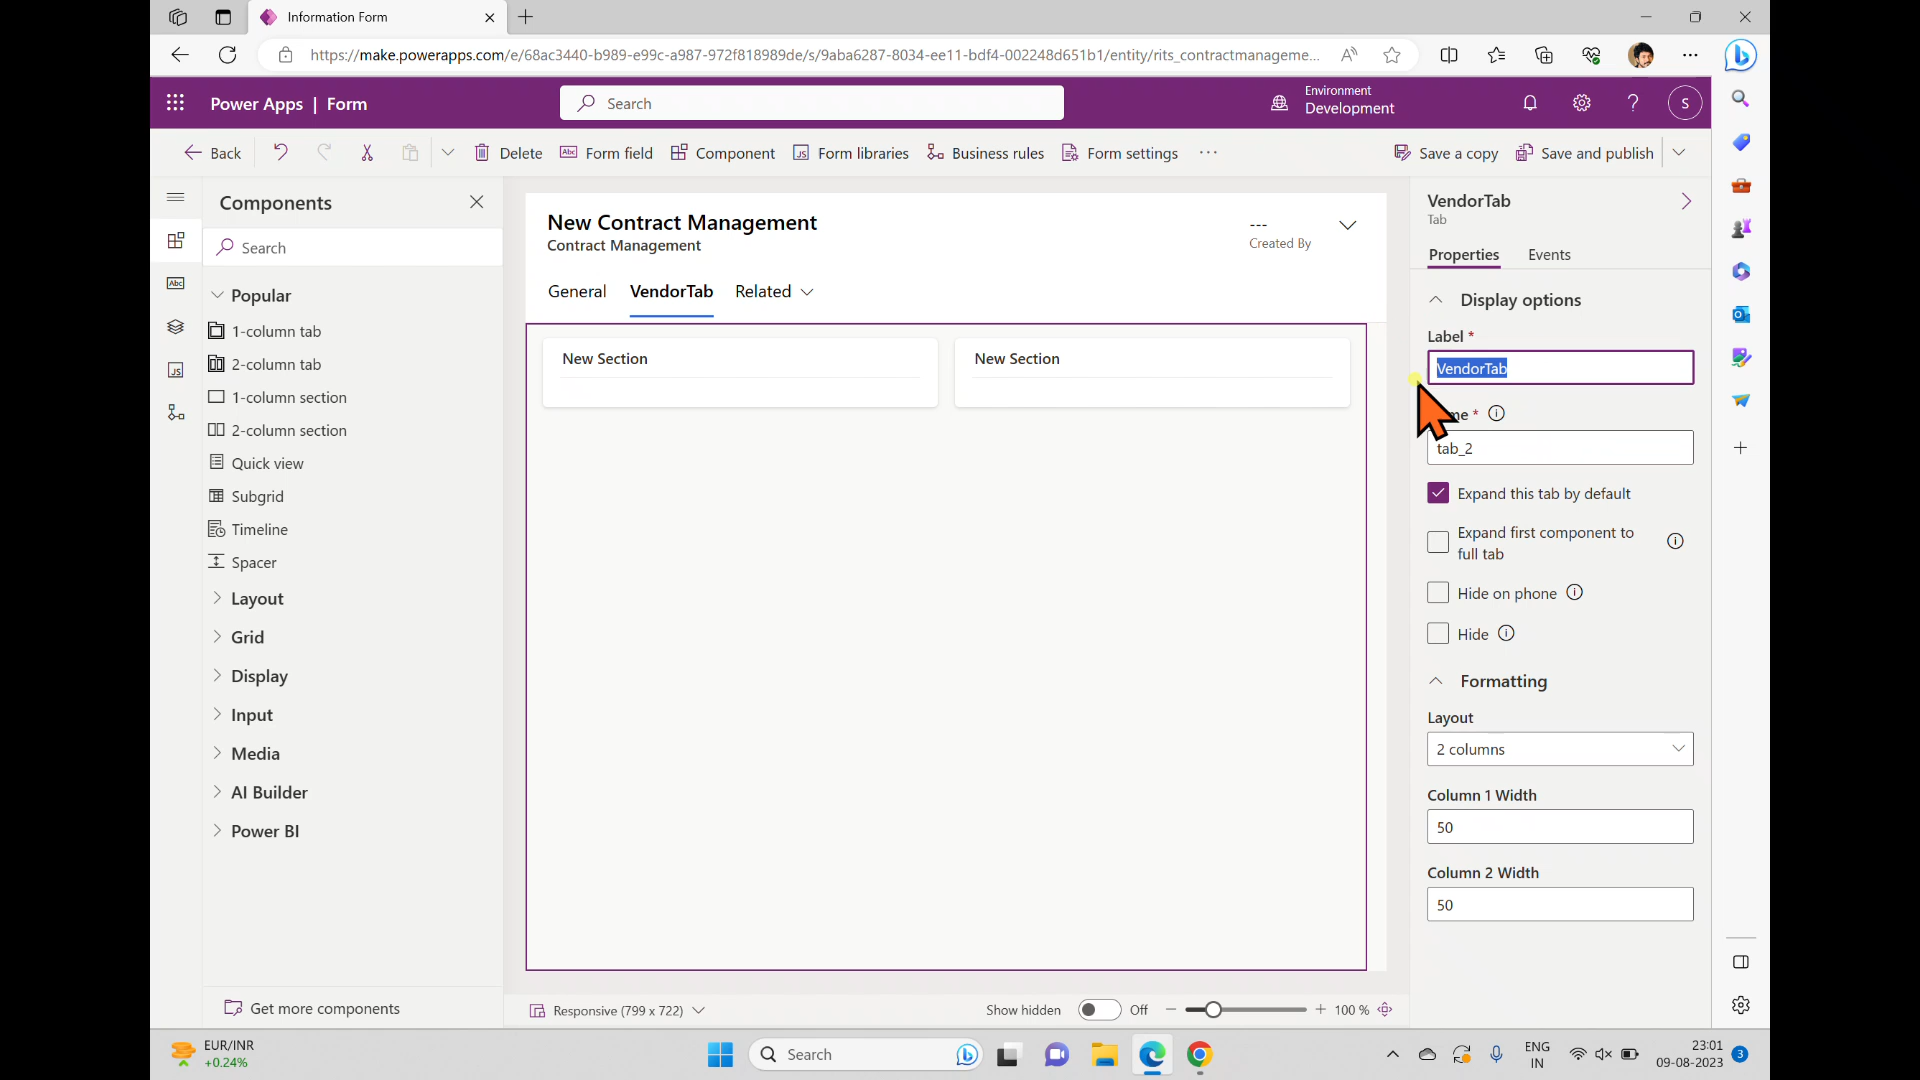 Information Form
https://make.powerapps.com/e/68ac3440-b989-e99c-a987-972f818989de/s/9aba6287-8034-ee11-bdf4-002248d651b1/entity/rits_contractmanageme...
Power Apps | Form
Search
Environment
Development
S
Back
Delete
Abc
Form field
Component
JS
Form libraries
Business rules
Form settings
Save a copy
Save and publish
Components
Search
Popular
1-column tab
2-column tab
1-column section
2-column section
Quick view
Subgrid
Timeline
Spacer
Layout
Grid
Display
Input
Media
AI Builder
Power BI
Get more components
Abc
JS
New Contract Management
Contract Management
---
Created By
General
VendorTab
Related
New Section
New Section
Responsive (799 x 722)
Show hidden
Off
100 %
VendorTab
Tab
Properties
Events
Display options
Label *
VendorTab
me *
tab_2
Expand this tab by default
Expand first component to
full tab
Hide on phone
Hide
Formatting
Layout
2 columns
Column 1 Width
50
Column 2 Width
50
EUR/INR
+0.24%
Search
ENG
IN
23:01
09-08-2023
3